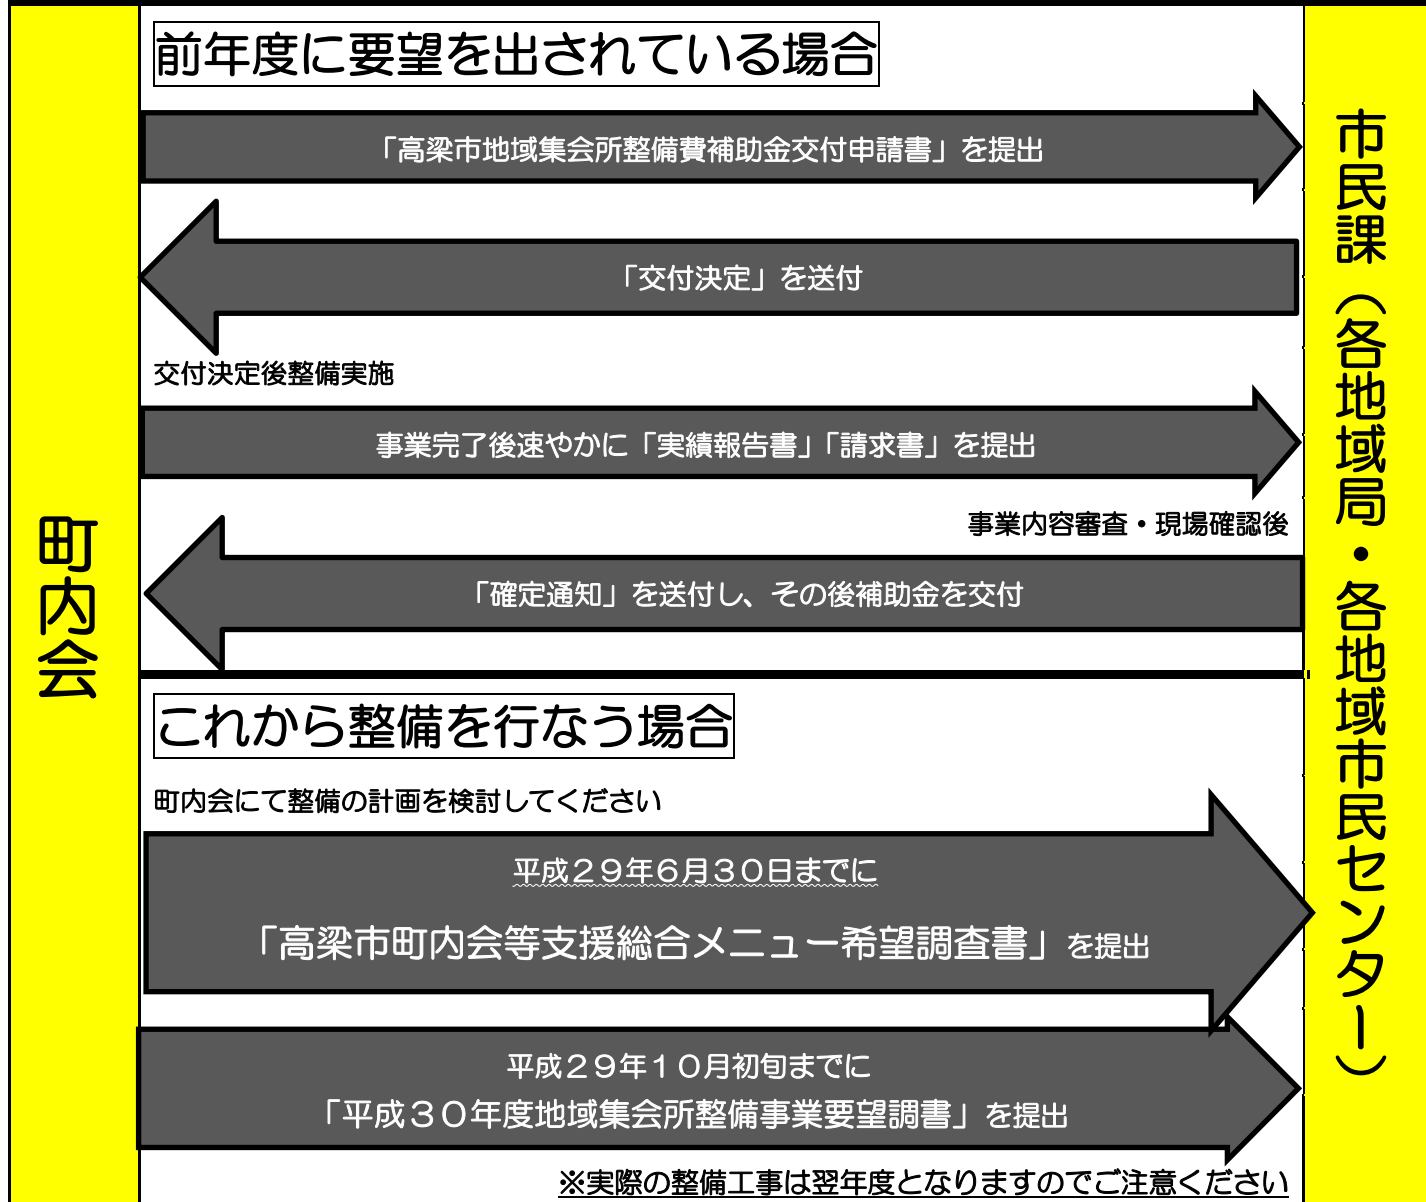 前年度に要望を出されている場合
「高梁市地域集会所整備費補助金交付申請書」を提出
「交付決定」を送付
交付決定後整備実施
事業完了後速やかに「実績報告書」「請求書」を提出
事業内容審査・現場確認後
「確定通知」を送付し、その後補助金を交付
町内会
市民課（各地域局・各地域市民センター）
これから整備を行なう場合
町内会にて整備の計画を検討してください
平成２９年６月３０日までに
「高梁市町内会等支援総合メニュー希望調査書」を提出
平成２９年１０月初旬までに
「平成３０年度地域集会所整備事業要望調書」を提出
※実際の整備工事は翌年度となりますのでご注意ください